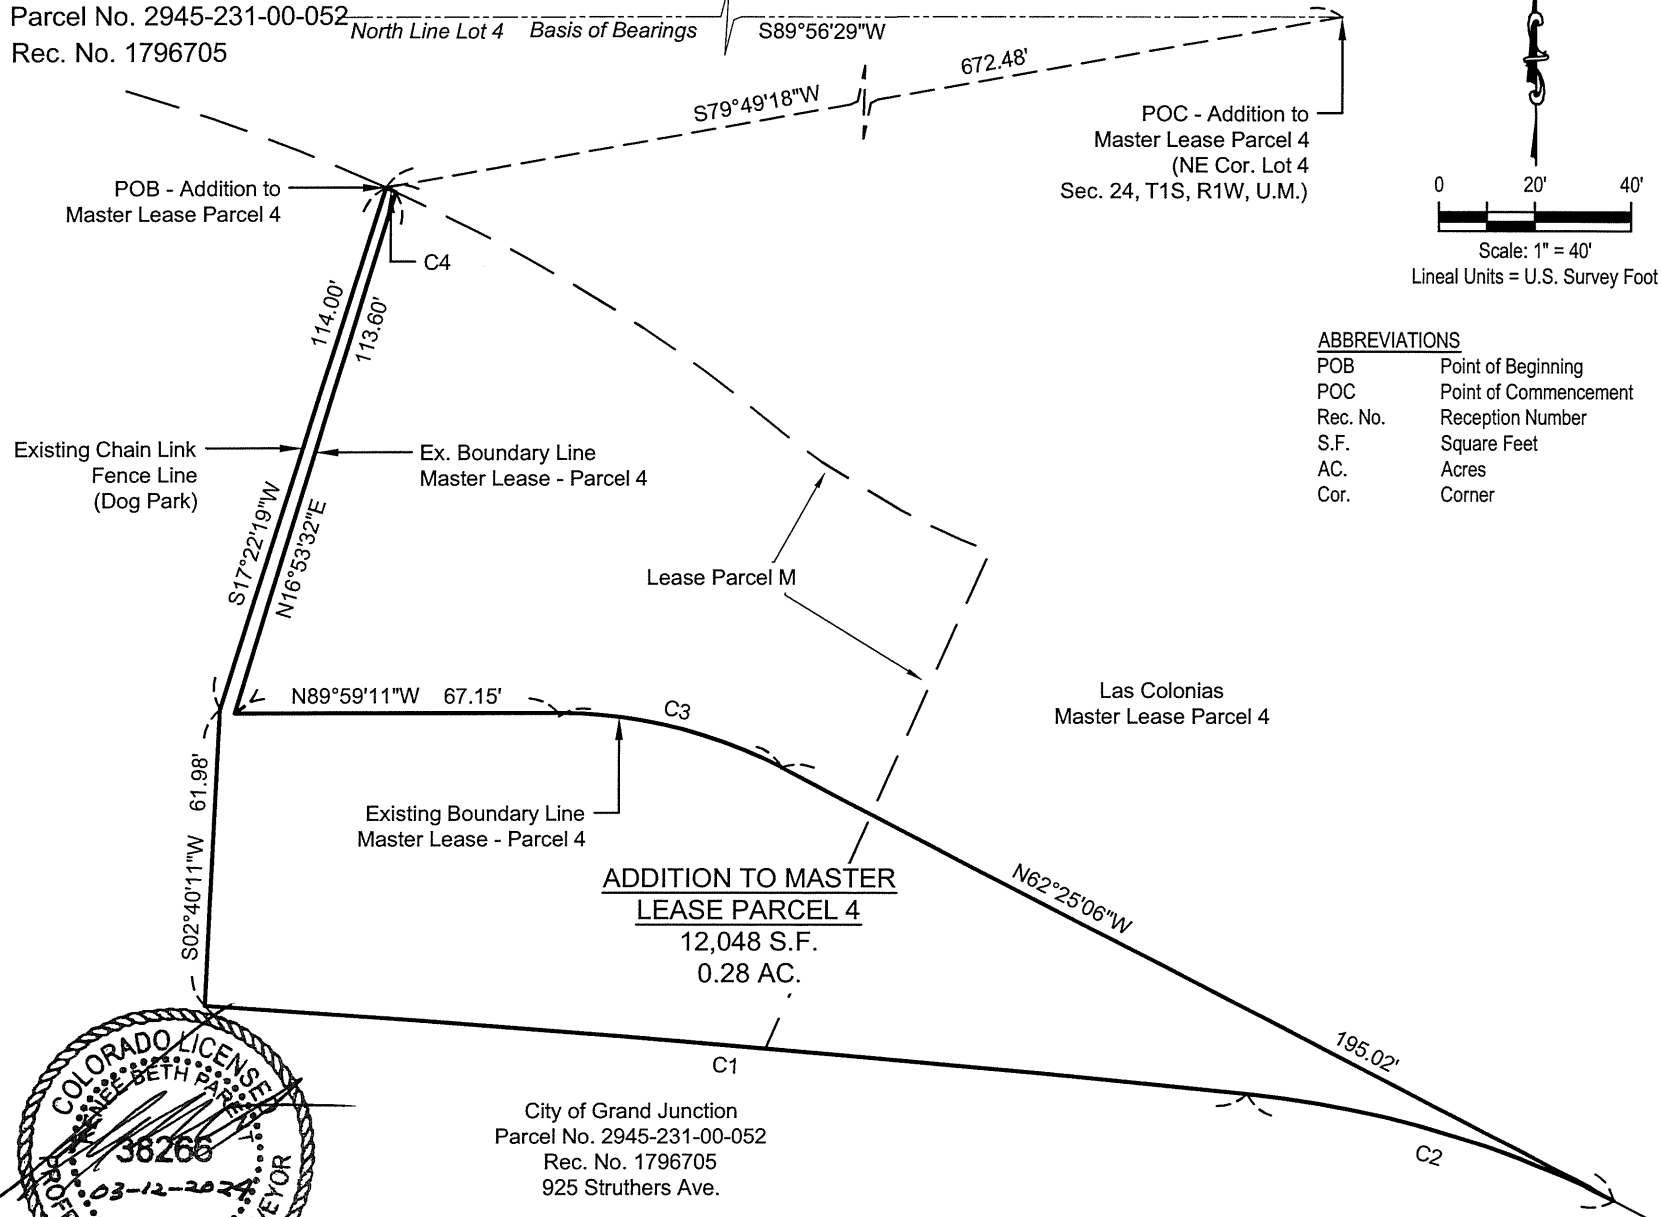 Parcel No. 2945-231-00-052
Rec. No. 1796705
North Line Lot 4 Basis of Bearings S89°56'29"W
S79°49'18"W 672.48'
POC - Addition to
Master Lease Parcel 4
(NE Cor. Lot 4
Sec. 24, T1S, R1W, U.M.)
0 20' 40'
Scale: 1" = 40'
Lineal Units = U.S. Survey Foot
POB - Addition to
Master Lease Parcel 4
C4
114.00'
113.60'
ABBREVIATIONS
POB Point of Beginning
POC Point of Commencement
Rec. No. Reception Number
S.F. Square Feet
AC. Acres
Cor. Corner
Existing Chain Link
Fence Line
(Dog Park)
Ex. Boundary Line
Master Lease - Parcel 4
S17°22'19"W
N16°53'32"E
Lease Parcel M
Las Colonias
Master Lease Parcel 4
N89°59'11"W 67.15'
C3
61.98'
S02°40'11"W
Existing Boundary Line
Master Lease - Parcel 4
ADDITION TO MASTER
LEASE PARCEL 4
12,048 S.F.
0.28 AC.
N62°25'06"W
195.02'
C1
C2
City of Grand Junction
Parcel No. 2945-231-00-052
Rec. No. 1796705
925 Struthers Ave.
COLORADO LICENSE
RENEE BETH PARENT
38266
03-12-2024
PROFE
EYOR